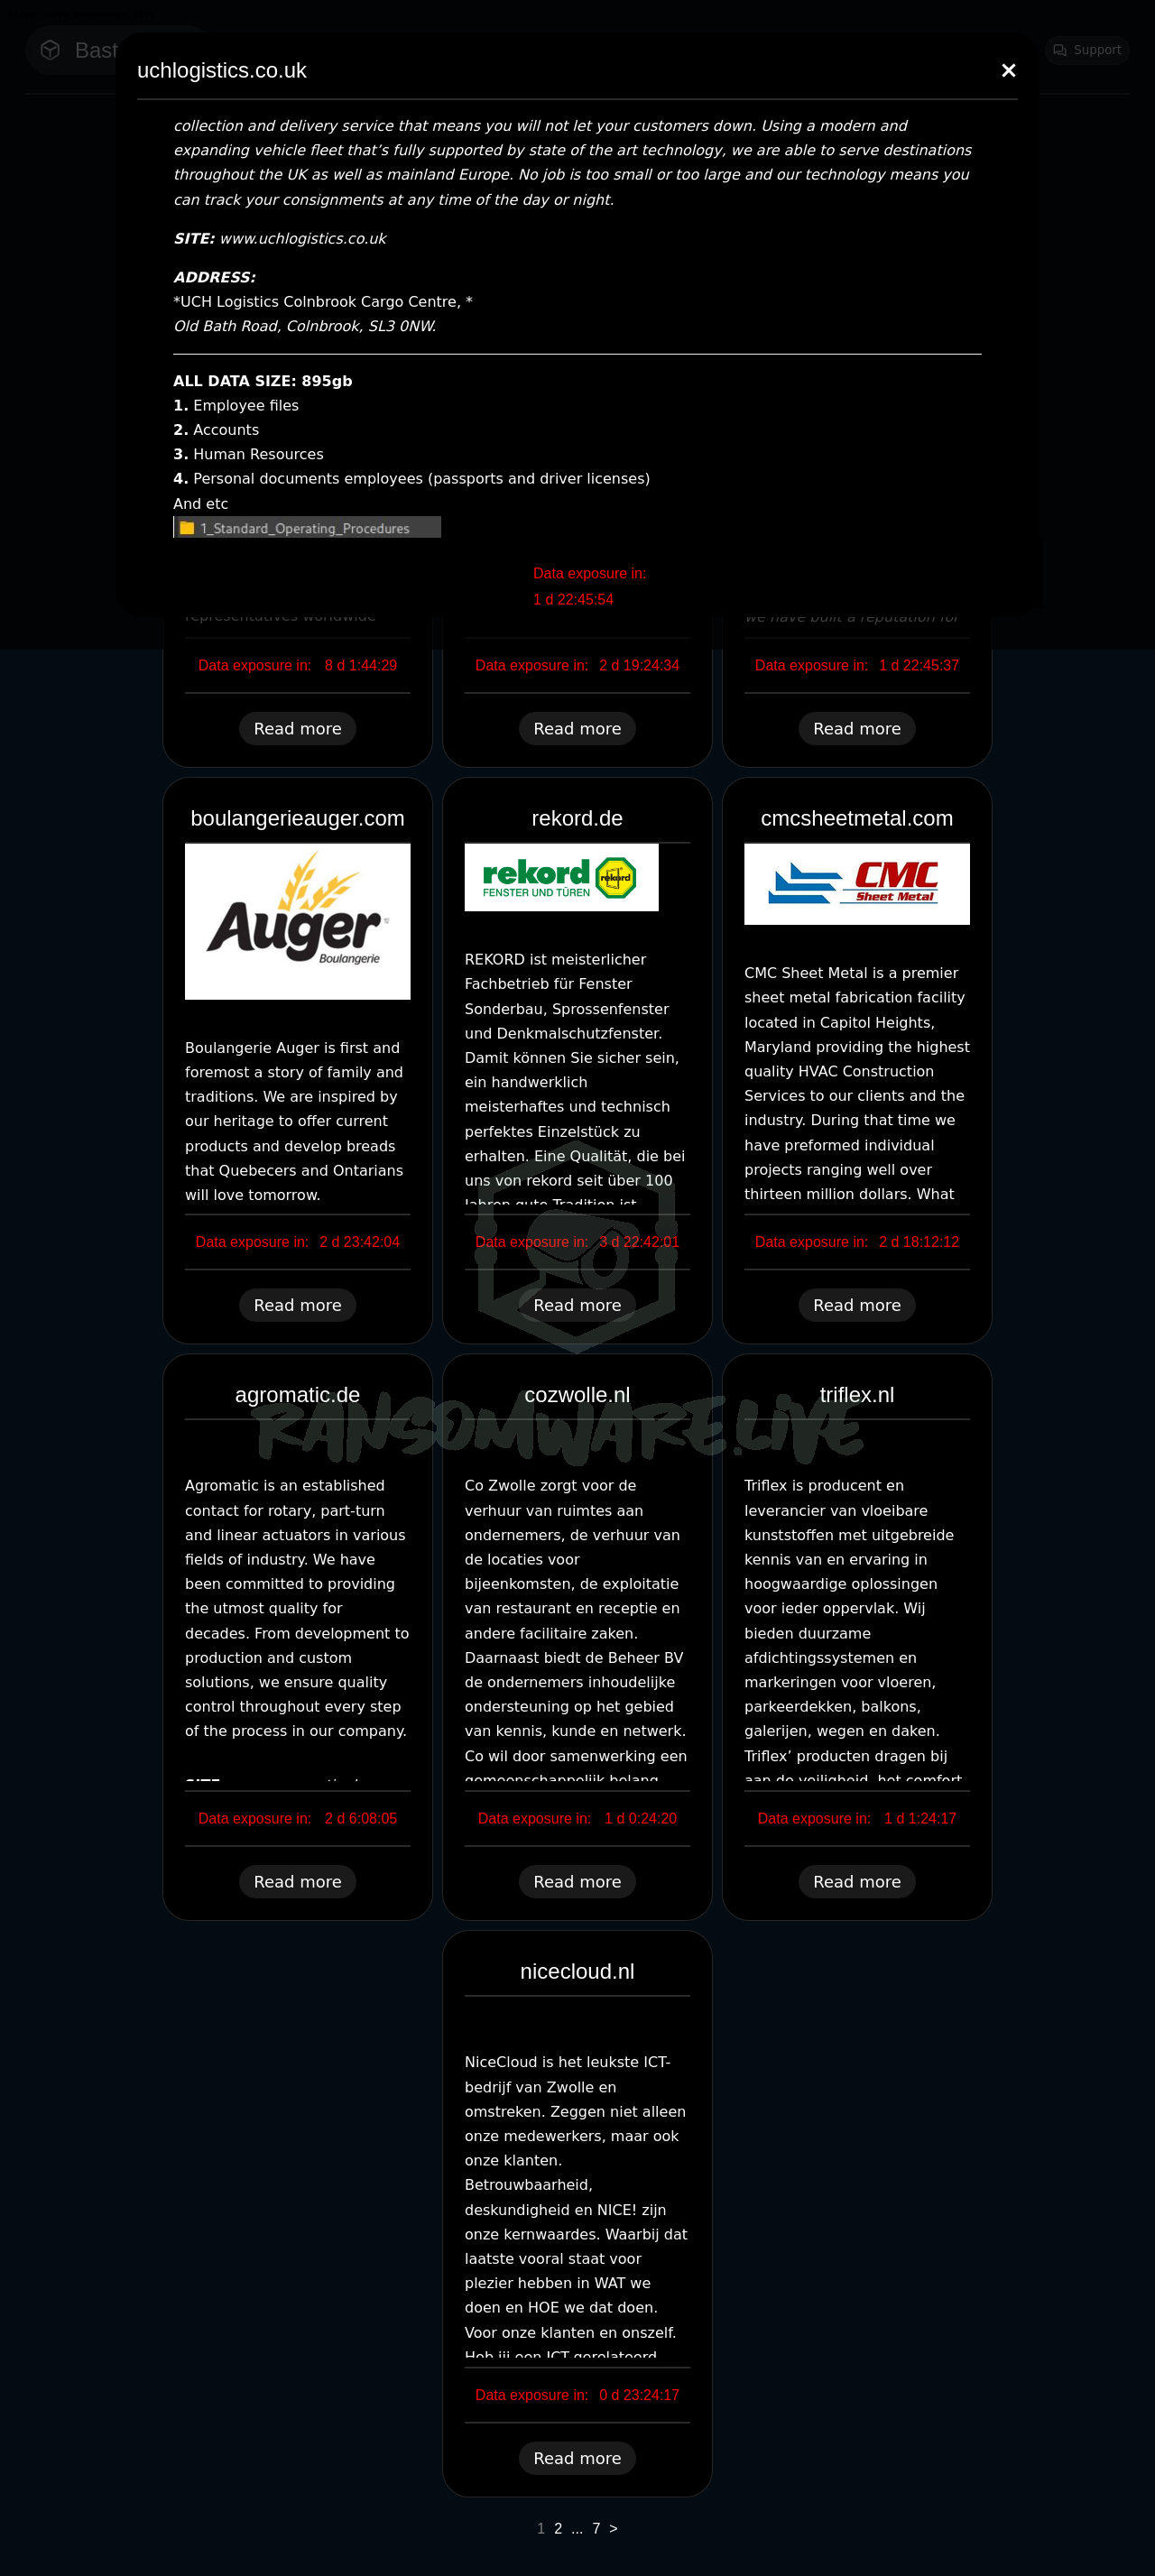 Bast
Support
uchlogistics.co.uk
×
collection and delivery service that means you will not let your customers down. Using a modern and
expanding vehicle fleet that’s fully supported by state of the art technology, we are able to serve destinations
throughout the UK as well as mainland Europe. No job is too small or too large and our technology means you
can track your consignments at any time of the day or night.
SITE: www.uchlogistics.co.uk
ADDRESS:
*UCH Logistics Colnbrook Cargo Centre, *
Old Bath Road, Colnbrook, SL3 0NW.
ALL DATA SIZE: 895gb
1. Employee files
2. Accounts
3. Human Resources
4. Personal documents employees (passports and driver licenses)
And etc
1_Standard_Operating_Procedures
Data exposure in:
1 d 22:45:54
representatives worldwide
Data exposure in: 8 d 1:44:29
Read more
Data exposure in: 2 d 19:24:34
Read more
we have built a reputation for
Data exposure in: 1 d 22:45:37
Read more
boulangerieauger.com
Auger
Boulangerie
Boulangerie Auger is first and
foremost a story of family and
traditions. We are inspired by
our heritage to offer current
products and develop breads
that Quebecers and Ontarians
will love tomorrow.
Data exposure in: 2 d 23:42:04
Read more
rekord.de
rekord
FENSTER UND TÜREN
rekord
REKORD ist meisterlicher
Fachbetrieb für Fenster
Sonderbau, Sprossenfenster
und Denkmalschutzfenster.
Damit können Sie sicher sein,
ein handwerklich
meisterhaftes und technisch
perfektes Einzelstück zu
erhalten. Eine Qualität, die bei
uns von rekord seit über 100
Jahren gute Tradition ist
Data exposure in: 3 d 22:42:01
Read more
cmcsheetmetal.com
CMC
Sheet Metal
CMC Sheet Metal is a premier
sheet metal fabrication facility
located in Capitol Heights,
Maryland providing the highest
quality HVAC Construction
Services to our clients and the
industry. During that time we
have preformed individual
projects ranging well over
thirteen million dollars. What
Data exposure in: 2 d 18:12:12
Read more
RANSOMWARE.LIVE
agromatic.de
Agromatic is an established
contact for rotary, part-turn
and linear actuators in various
fields of industry. We have
been committed to providing
the utmost quality for
decades. From development to
production and custom
solutions, we ensure quality
control throughout every step
of the process in our company.
Data exposure in: 2 d 6:08:05
Read more
cozwolle.nl
Co Zwolle zorgt voor de
verhuur van ruimtes aan
ondernemers, de verhuur van
de locaties voor
bijeenkomsten, de exploitatie
van restaurant en receptie en
andere facilitaire zaken.
Daarnaast biedt de Beheer BV
de ondernemers inhoudelijke
ondersteuning op het gebied
van kennis, kunde en netwerk.
Co wil door samenwerking een
gemeenschappelijk belang
Data exposure in: 1 d 0:24:20
Read more
triflex.nl
Triflex is producent en
leverancier van vloeibare
kunststoffen met uitgebreide
kennis van en ervaring in
hoogwaardige oplossingen
voor ieder oppervlak. Wij
bieden duurzame
afdichtingssystemen en
markeringen voor vloeren,
parkeerdekken, balkons,
galerijen, wegen en daken.
Triflex’ producten dragen bij
aan de veiligheid, het comfort
Data exposure in: 1 d 1:24:17
Read more
nicecloud.nl
NiceCloud is het leukste ICT-
bedrijf van Zwolle en
omstreken. Zeggen niet alleen
onze medewerkers, maar ook
onze klanten.
Betrouwbaarheid,
deskundigheid en NICE! zijn
onze kernwaardes. Waarbij dat
laatste vooral staat voor
plezier hebben in WAT we
doen en HOE we dat doen.
Voor onze klanten en onszelf.
Heb jij een ICT gerelateerd
Data exposure in: 0 d 23:24:17
Read more
1 2 ... 7 >